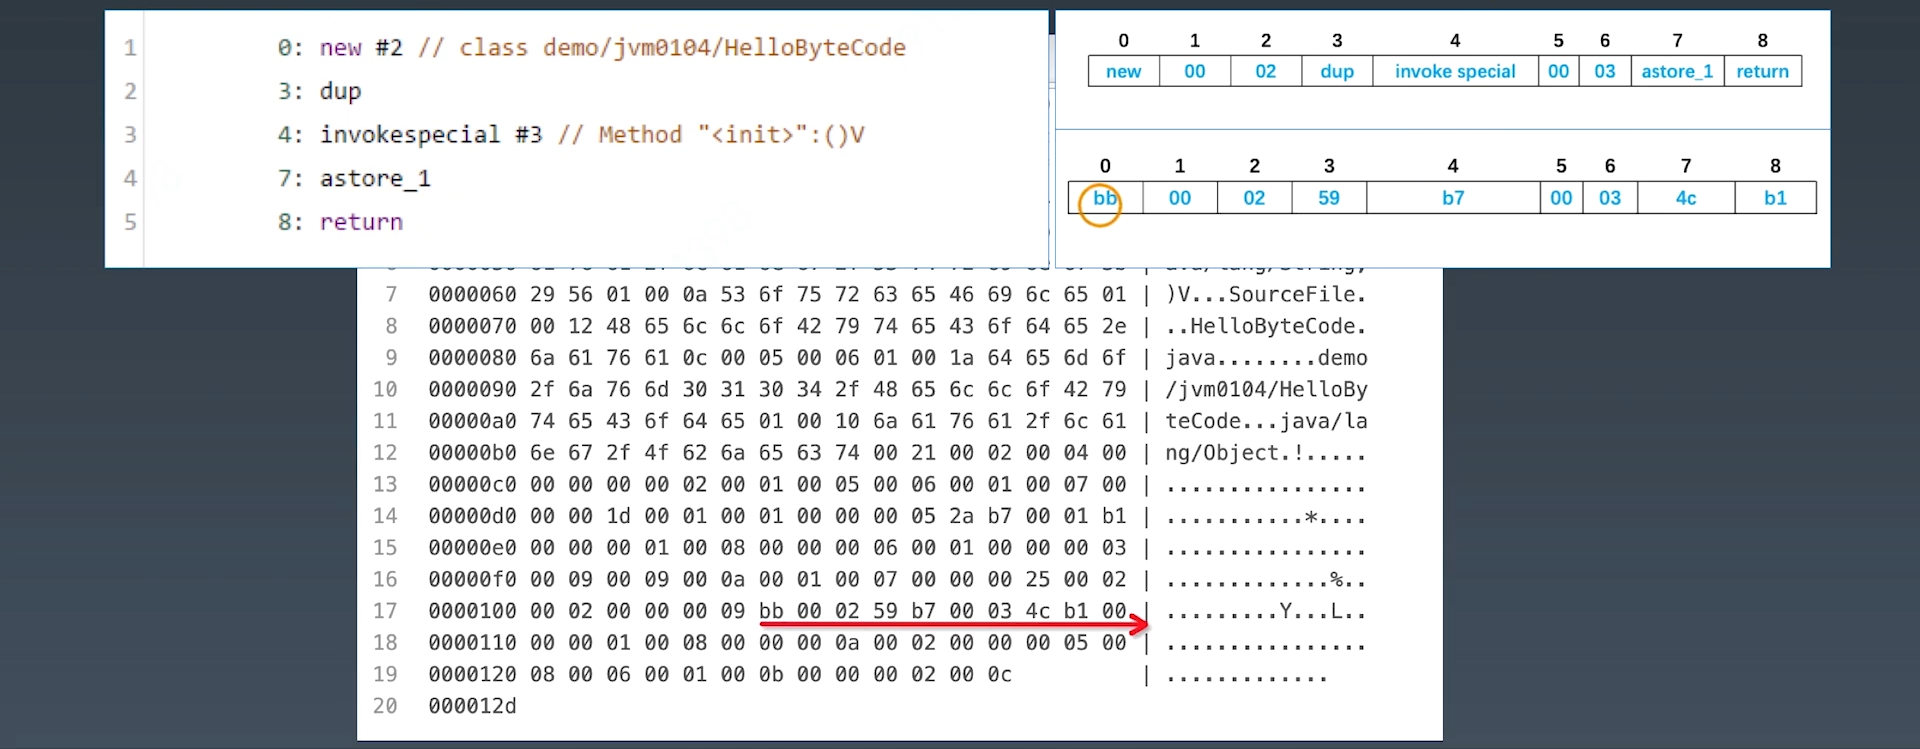 1 0: new #2 // class demo/jvm0104/HelloByteCode
2 3: dup
3 4: invokespecial #3 // Method "<init>":()V
4 7: astore_1
5 8: return
0 1 2 3 4 5 6 7 8
new 00 02 dup invoke special 00 03 astore_1 return
0 1 2 3 4 5 6 7 8
bb 00 02 59 b7 00 03 4c b1
7 0000060 29 56 01 00 0a 53 6f 75 72 63 65 46 69 6c 65 01 | )V...SourceFile.
8 0000070 00 12 48 65 6c 6c 6f 42 79 74 65 43 6f 64 65 2e | ..HelloByteCode.
9 0000080 6a 61 76 61 0c 00 05 00 06 01 00 1a 64 65 6d 6f | java........demo
10 0000090 2f 6a 76 6d 30 31 30 34 2f 48 65 6c 6c 6f 42 79 | /jvm0104/HelloBy
11 00000a0 74 65 43 6f 64 65 01 00 10 6a 61 76 61 2f 6c 61 | teCode...java/la
12 00000b0 6e 67 2f 4f 62 6a 65 63 74 00 21 00 02 00 04 00 | ng/Object.!.....
13 00000c0 00 00 00 00 02 00 01 00 05 00 06 00 01 00 07 00 | ................
14 00000d0 00 00 1d 00 01 00 01 00 00 00 05 2a b7 00 01 b1 | ...........*....
15 00000e0 00 00 00 01 00 08 00 00 00 06 00 01 00 00 00 03 | ................
16 00000f0 00 09 00 09 00 0a 00 01 00 07 00 00 00 25 00 02 | .............%..
17 0000100 00 02 00 00 00 09 bb 00 02 59 b7 00 03 4c b1 00 | .........Y...L..
18 0000110 00 00 01 00 08 00 00 00 0a 00 02 00 00 00 05 00 | ................
19 0000120 08 00 06 00 01 00 0b 00 00 00 02 00 0c | .............
20 000012d